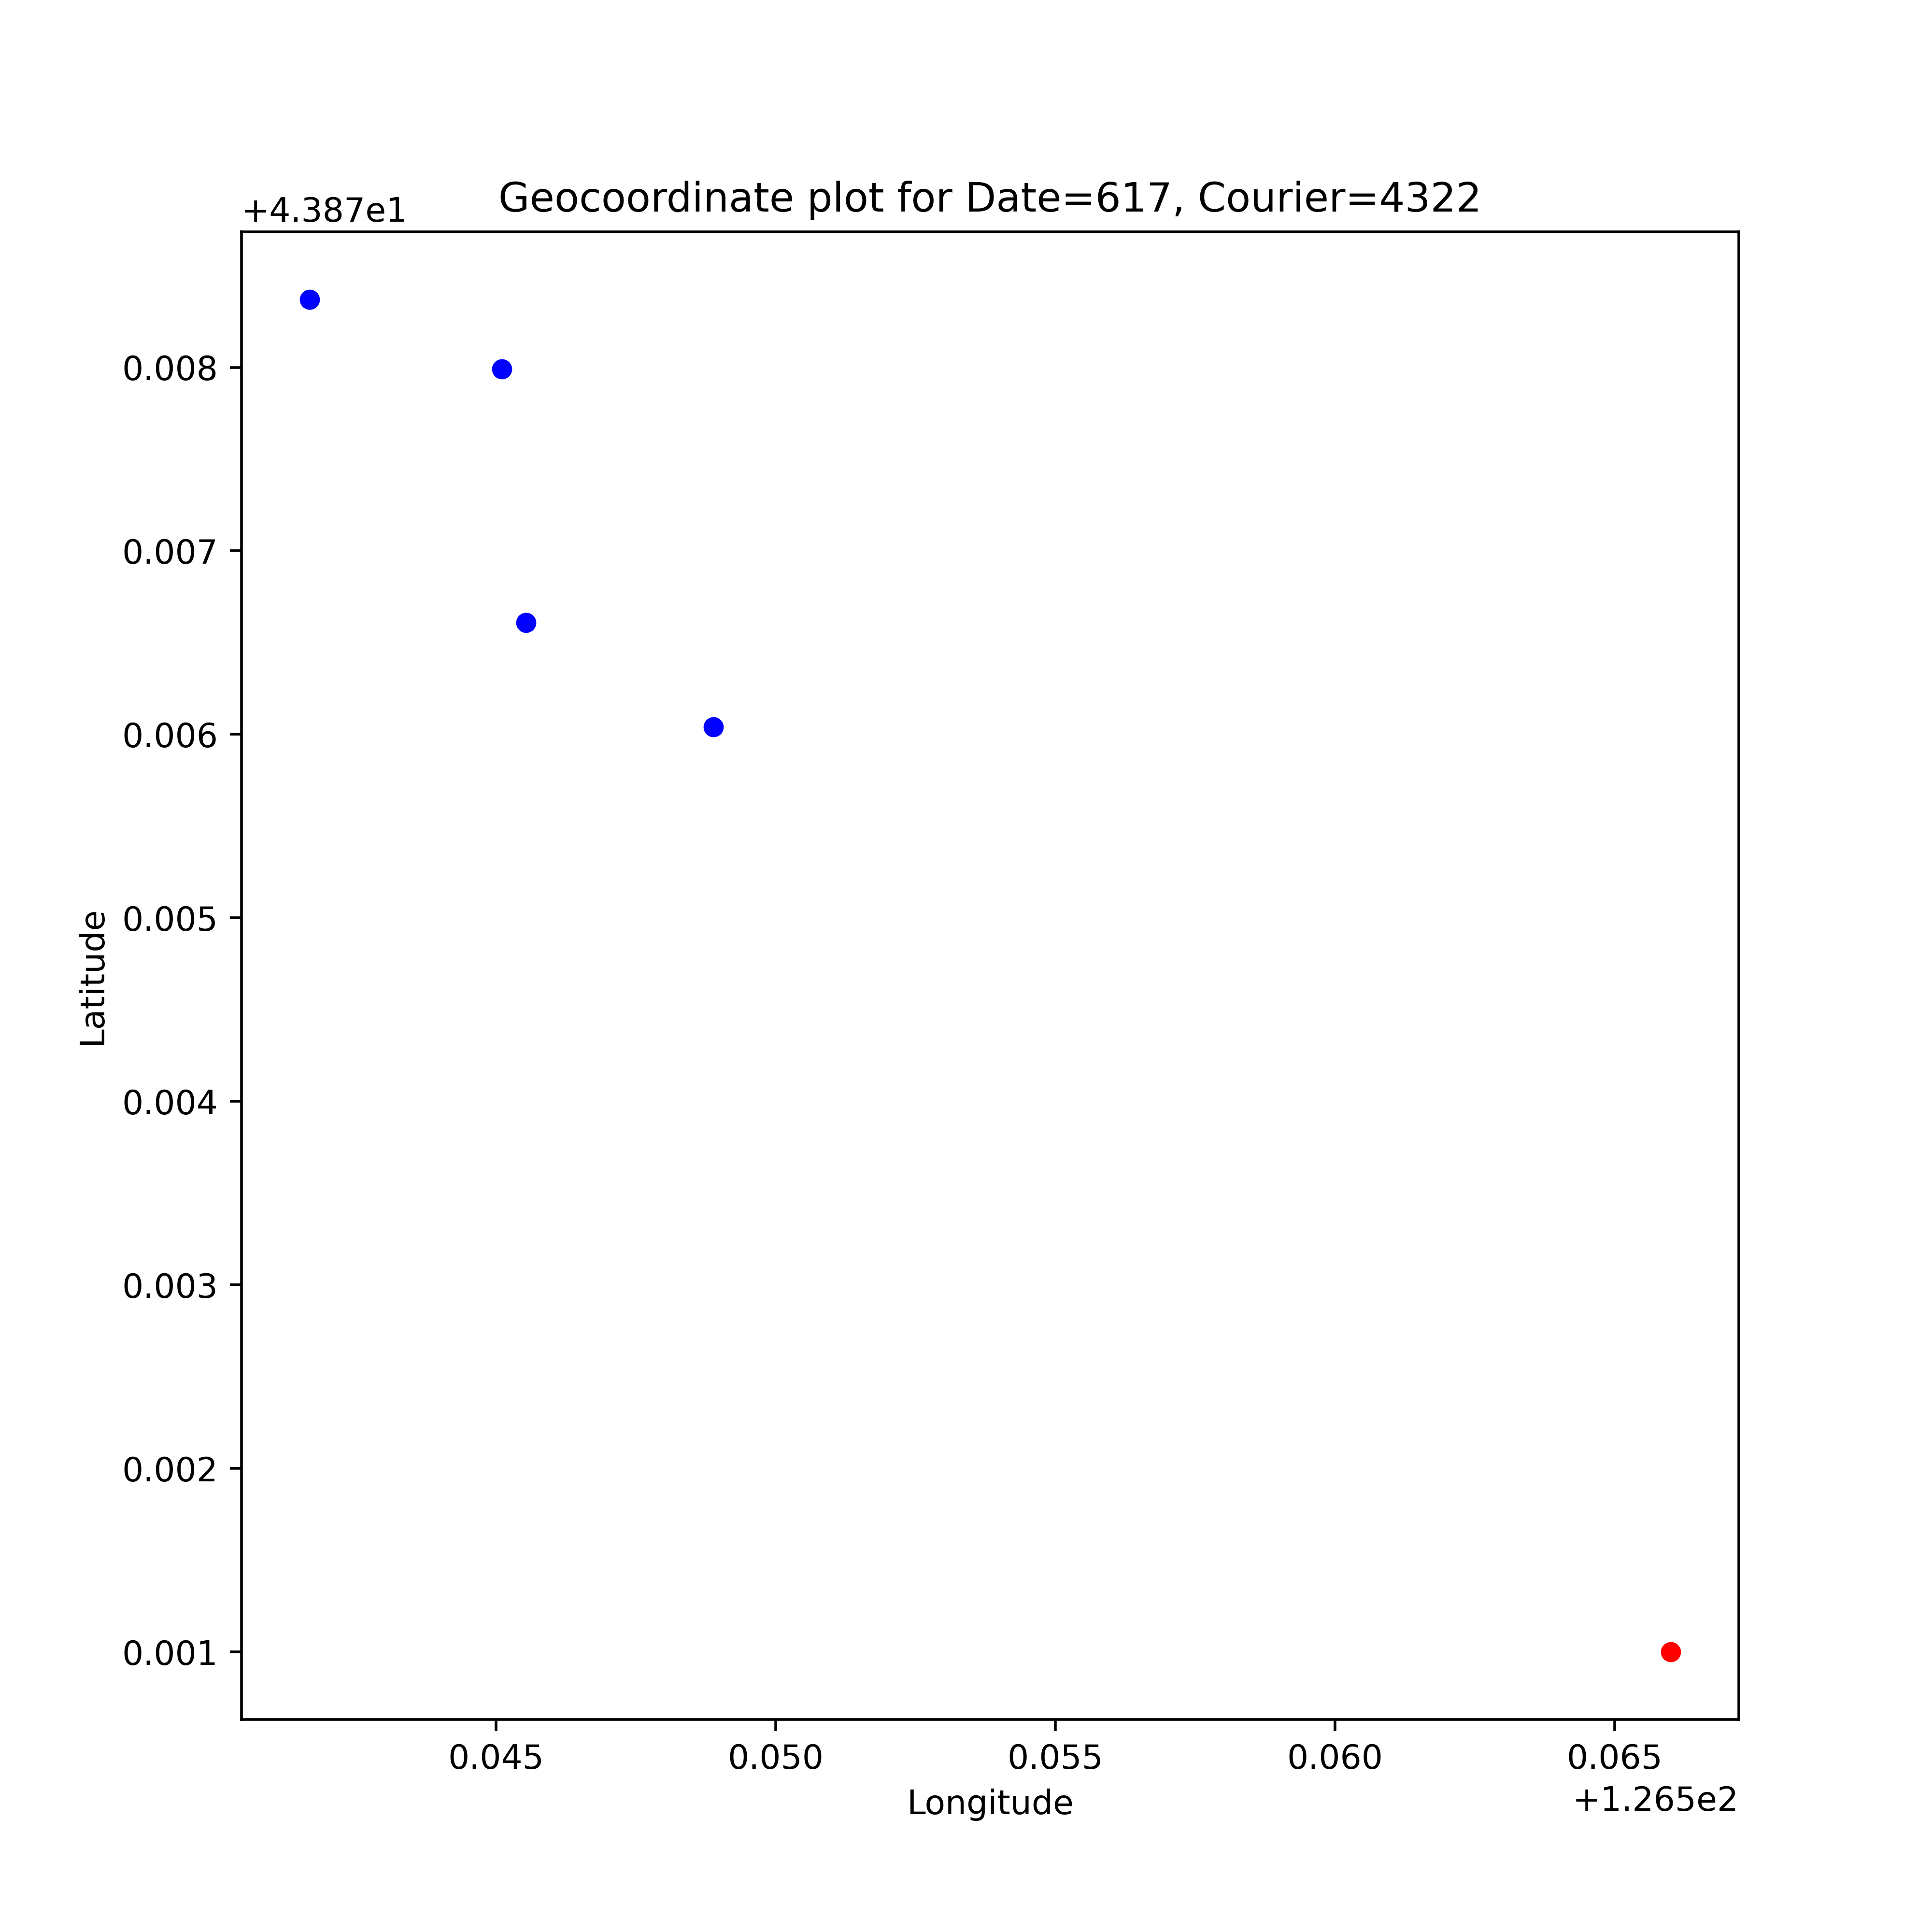 Geocoordinate plot for Date=617, Courier=4322
+4.387e1
0.008
0.007
0.006
0.005
0.004
0.003
0.002
0.001
Latitude
0.045 0.050 0.055 0.060 0.065
Longitude
+1.265e2